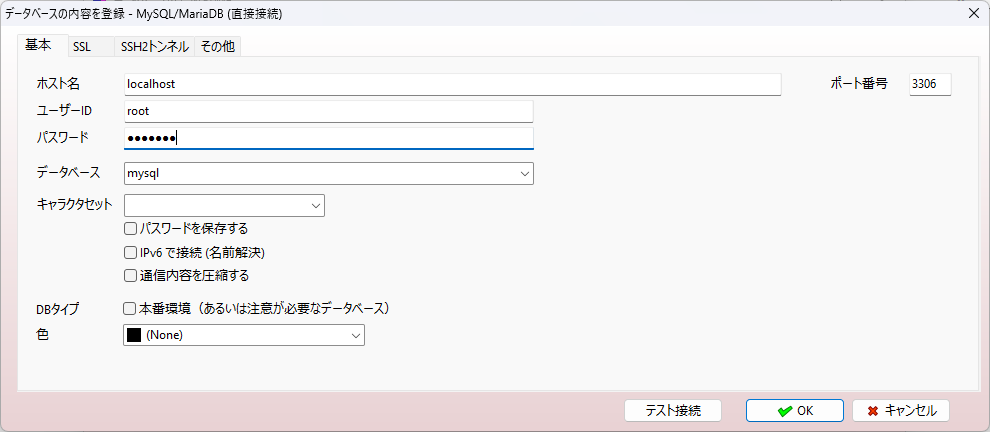 データベースの内容を登録 - MySQL/MariaDB (直接接続)
基本 SSL SSH2トンネル その他
ホスト名 localhost ポート番号 3306
ユーザーID root
パスワード ●●●●●●●
データベース mysql
キャラクタセット
パスワードを保存する
IPv6 で接続 (名前解決)
通信内容を圧縮する
DBタイプ 本番環境（あるいは注意が必要なデータベース）
色 (None)
テスト接続 OK キャンセル